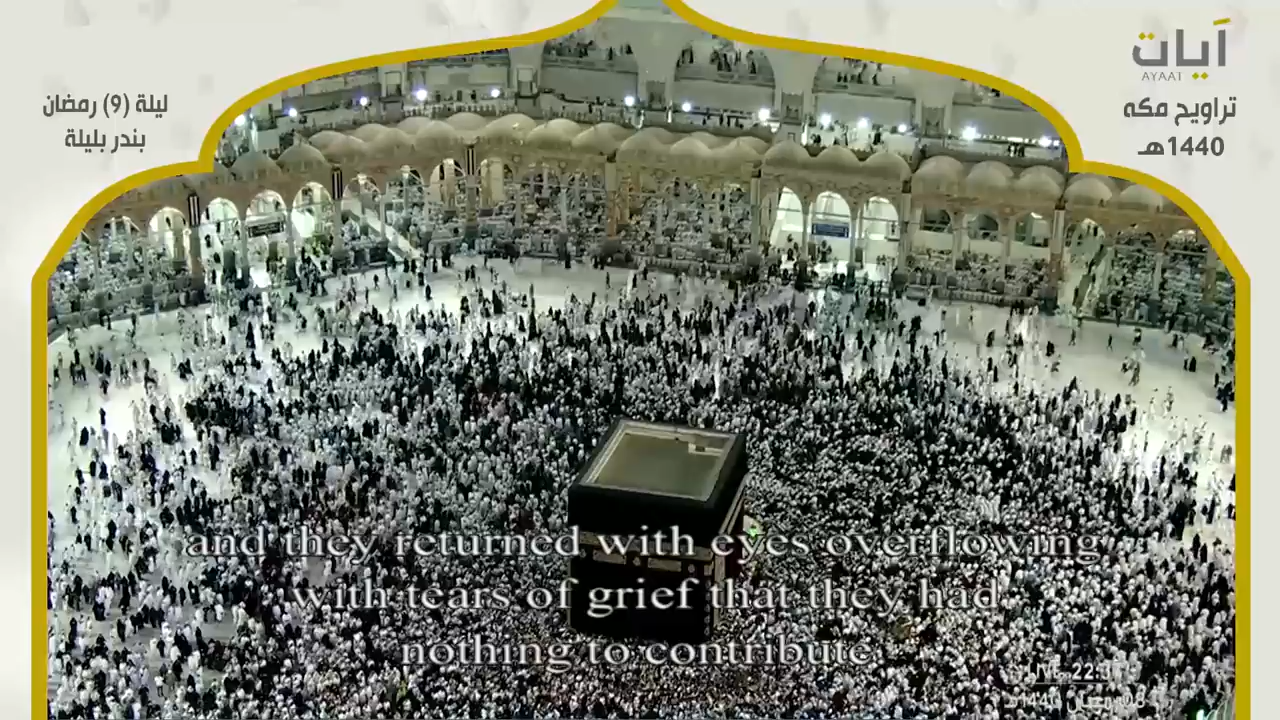 آيات
AYAAT
تراويح مكه
1440هـ
ليلة (9) رمضان
بندر بليلة
and they returned with eyes overflowing
with tears of grief that they had
nothing to contribute